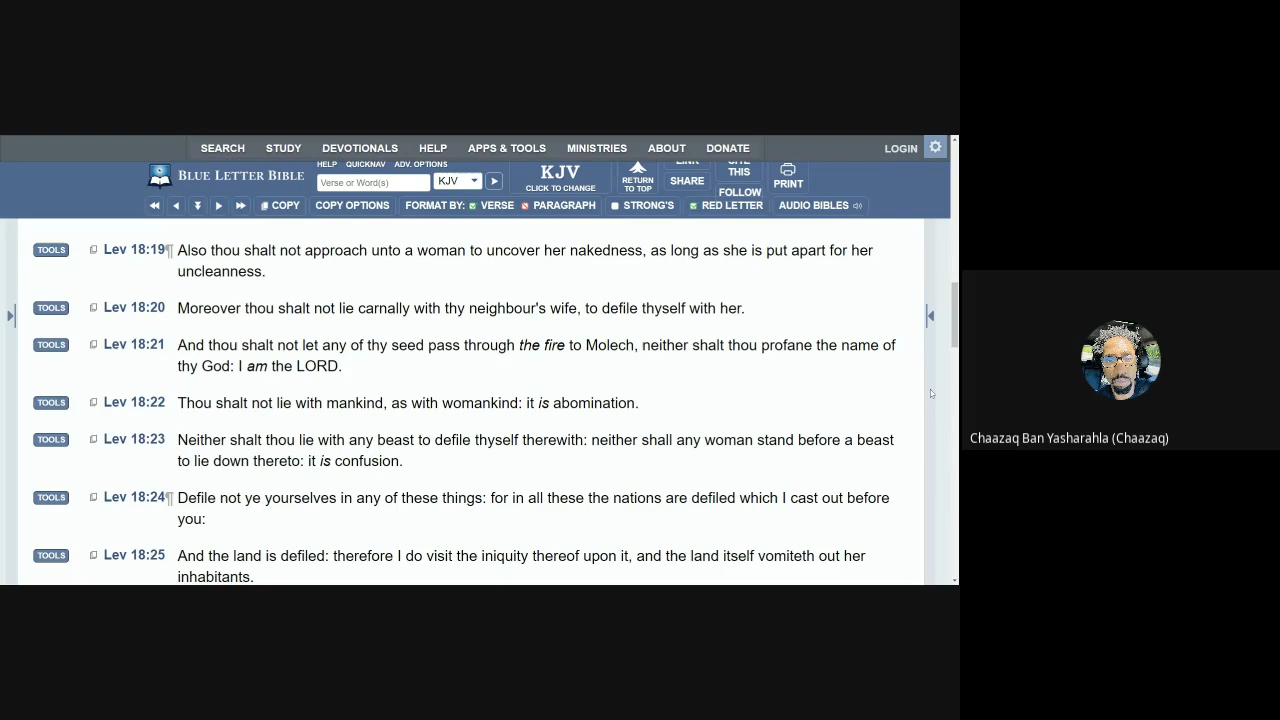 SEARCH STUDY DEVOTIONALS HELP APPS & TOOLS MINISTRIES ABOUT DONATE LOGIN
BLUE LETTER BIBLE
HELP QUICKNAV ADV. OPTIONS
Verse or Word(s) KJV
KJV
CLICK TO CHANGE
RETURN
TO TOP
LINK
SHARE
CITE
THIS
FOLLOW
PRINT
COPY COPY OPTIONS FORMAT BY: VERSE PARAGRAPH STRONG'S RED LETTER AUDIO BIBLES
TOOLS Lev 18:19¶ Also thou shalt not approach unto a woman to uncover her nakedness, as long as she is put apart for her
uncleanness.
TOOLS Lev 18:20 Moreover thou shalt not lie carnally with thy neighbour's wife, to defile thyself with her.
TOOLS Lev 18:21 And thou shalt not let any of thy seed pass through the fire to Molech, neither shalt thou profane the name of
thy God: I am the LORD.
TOOLS Lev 18:22 Thou shalt not lie with mankind, as with womankind: it is abomination.
TOOLS Lev 18:23 Neither shalt thou lie with any beast to defile thyself therewith: neither shall any woman stand before a beast
to lie down thereto: it is confusion.
TOOLS Lev 18:24¶ Defile not ye yourselves in any of these things: for in all these the nations are defiled which I cast out before
you:
TOOLS Lev 18:25 And the land is defiled: therefore I do visit the iniquity thereof upon it, and the land itself vomiteth out her
inhabitants.
Chaazaq Ban Yasharahla (Chaazaq)